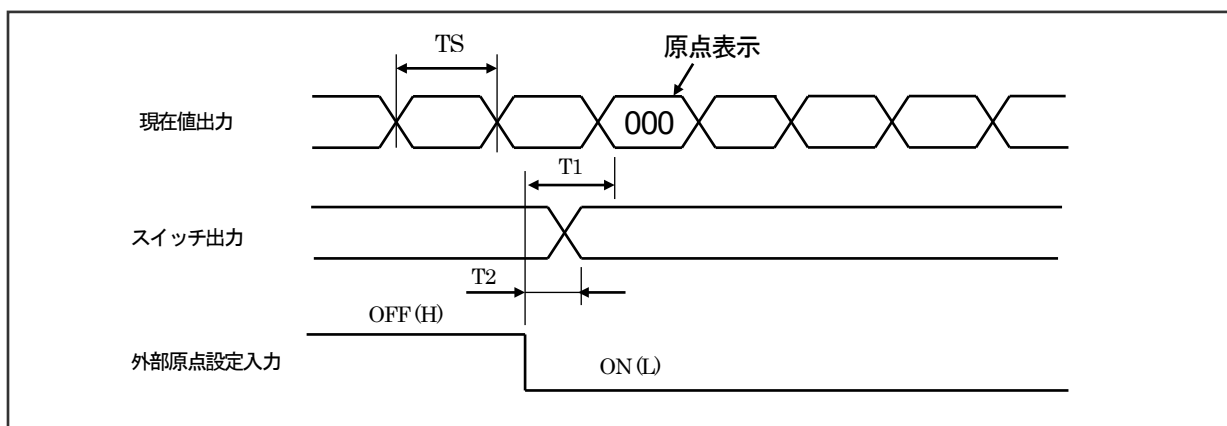 TS
原点表示
現在値出力
000
T1
スイッチ出力
T2
OFF(H)
外部原点設定入力
ON(L)